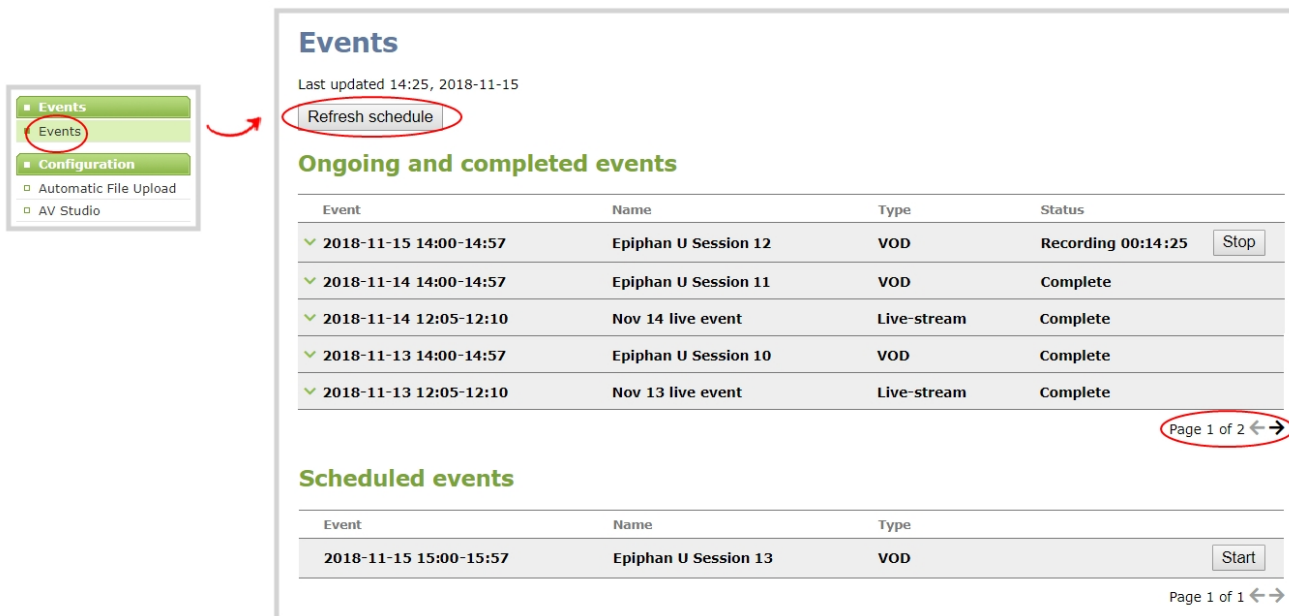 Events
Events
Configuration
Automatic File Upload
AV Studio
Events
Last updated 14:25, 2018-11-15
Refresh schedule
Ongoing and completed events
Event Name Type Status
2018-11-15 14:00-14:57 Epiphan U Session 12 VOD Recording 00:14:25 Stop
2018-11-14 14:00-14:57 Epiphan U Session 11 VOD Complete
2018-11-14 12:05-12:10 Nov 14 live event Live-stream Complete
2018-11-13 14:00-14:57 Epiphan U Session 10 VOD Complete
2018-11-13 12:05-12:10 Nov 13 live event Live-stream Complete
Page 1 of 2
Scheduled events
Event Name Type
2018-11-15 15:00-15:57 Epiphan U Session 13 VOD Start
Page 1 of 1